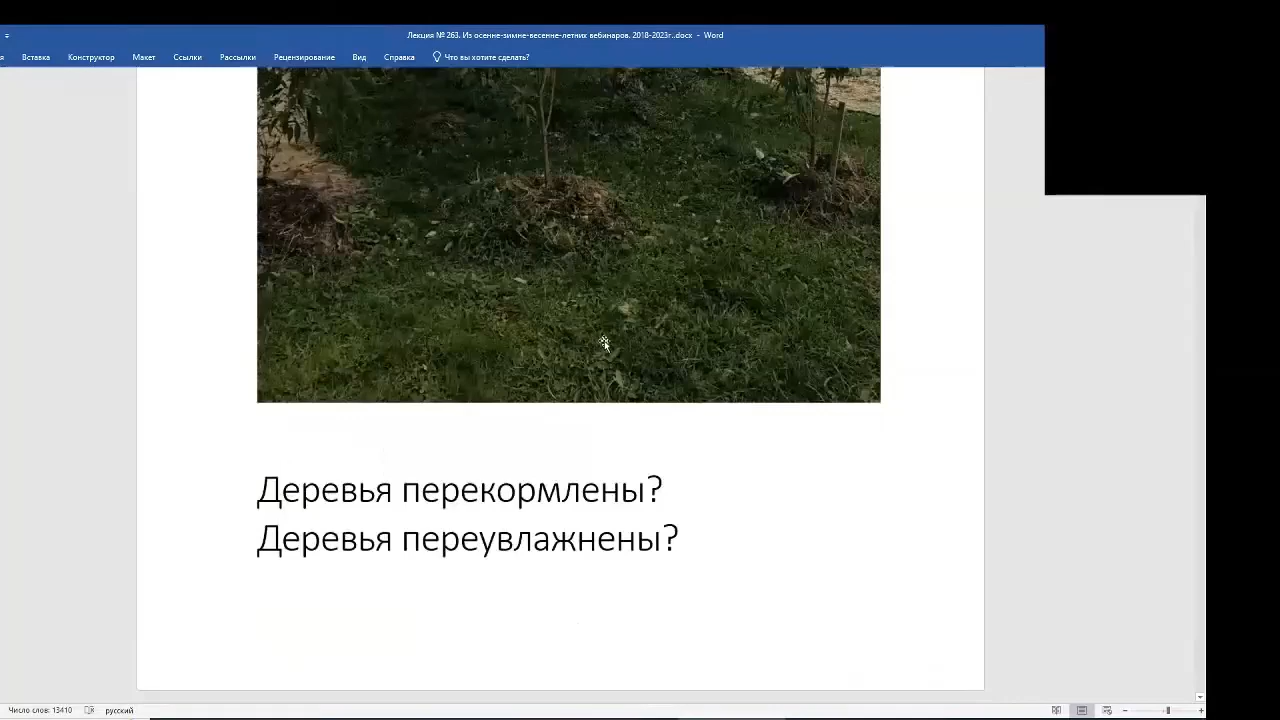 Лекция № 263. Из осенне-зимне-весенне-летних вебинаров. 2018-2023г..docx - Word
я Вставка Конструктор Макет Ссылки Рассылки Рецензирование Вид Справка Что вы хотите сделать?
Деревья перекормлены?
Деревья переувлажнены?
Число слов: 13410 русский